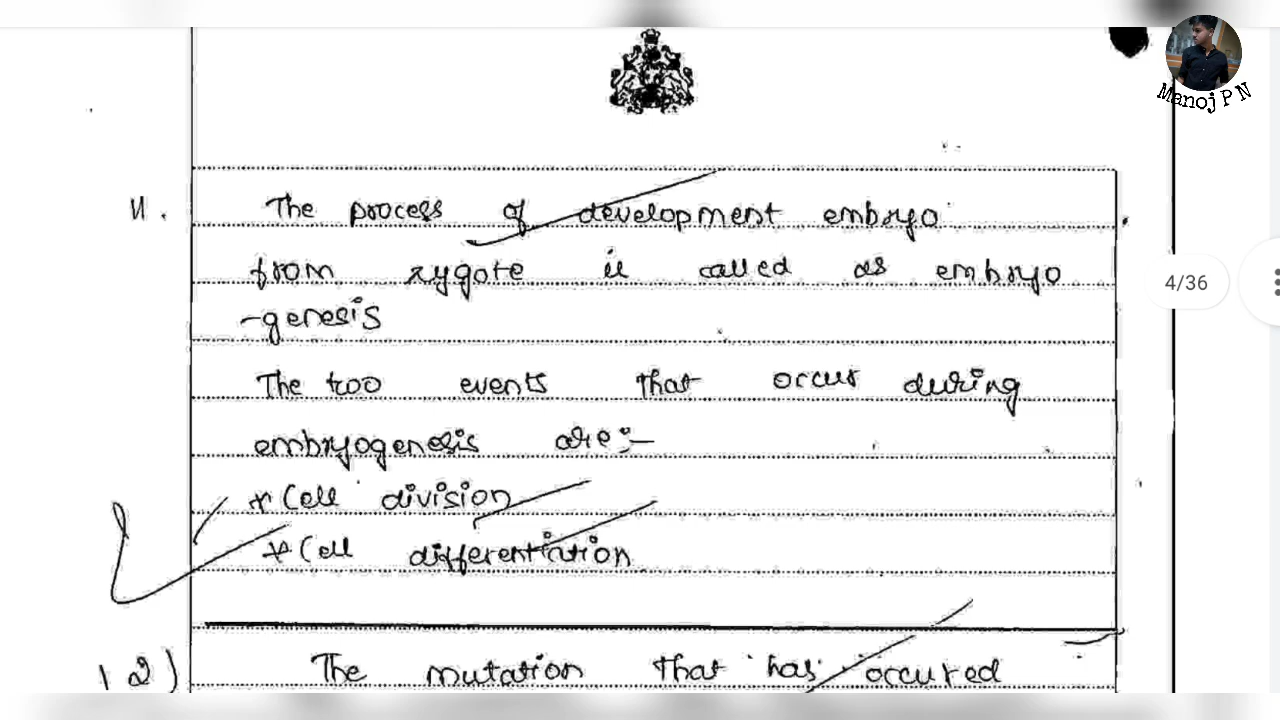 Manoj P N
11. The process of development embryo
from zygote is called as embryo
-genesis
4/36
The two events that occur during
embryogenesis are:-
* Cell division
* Cell differentiation
12) The mutation that has occured